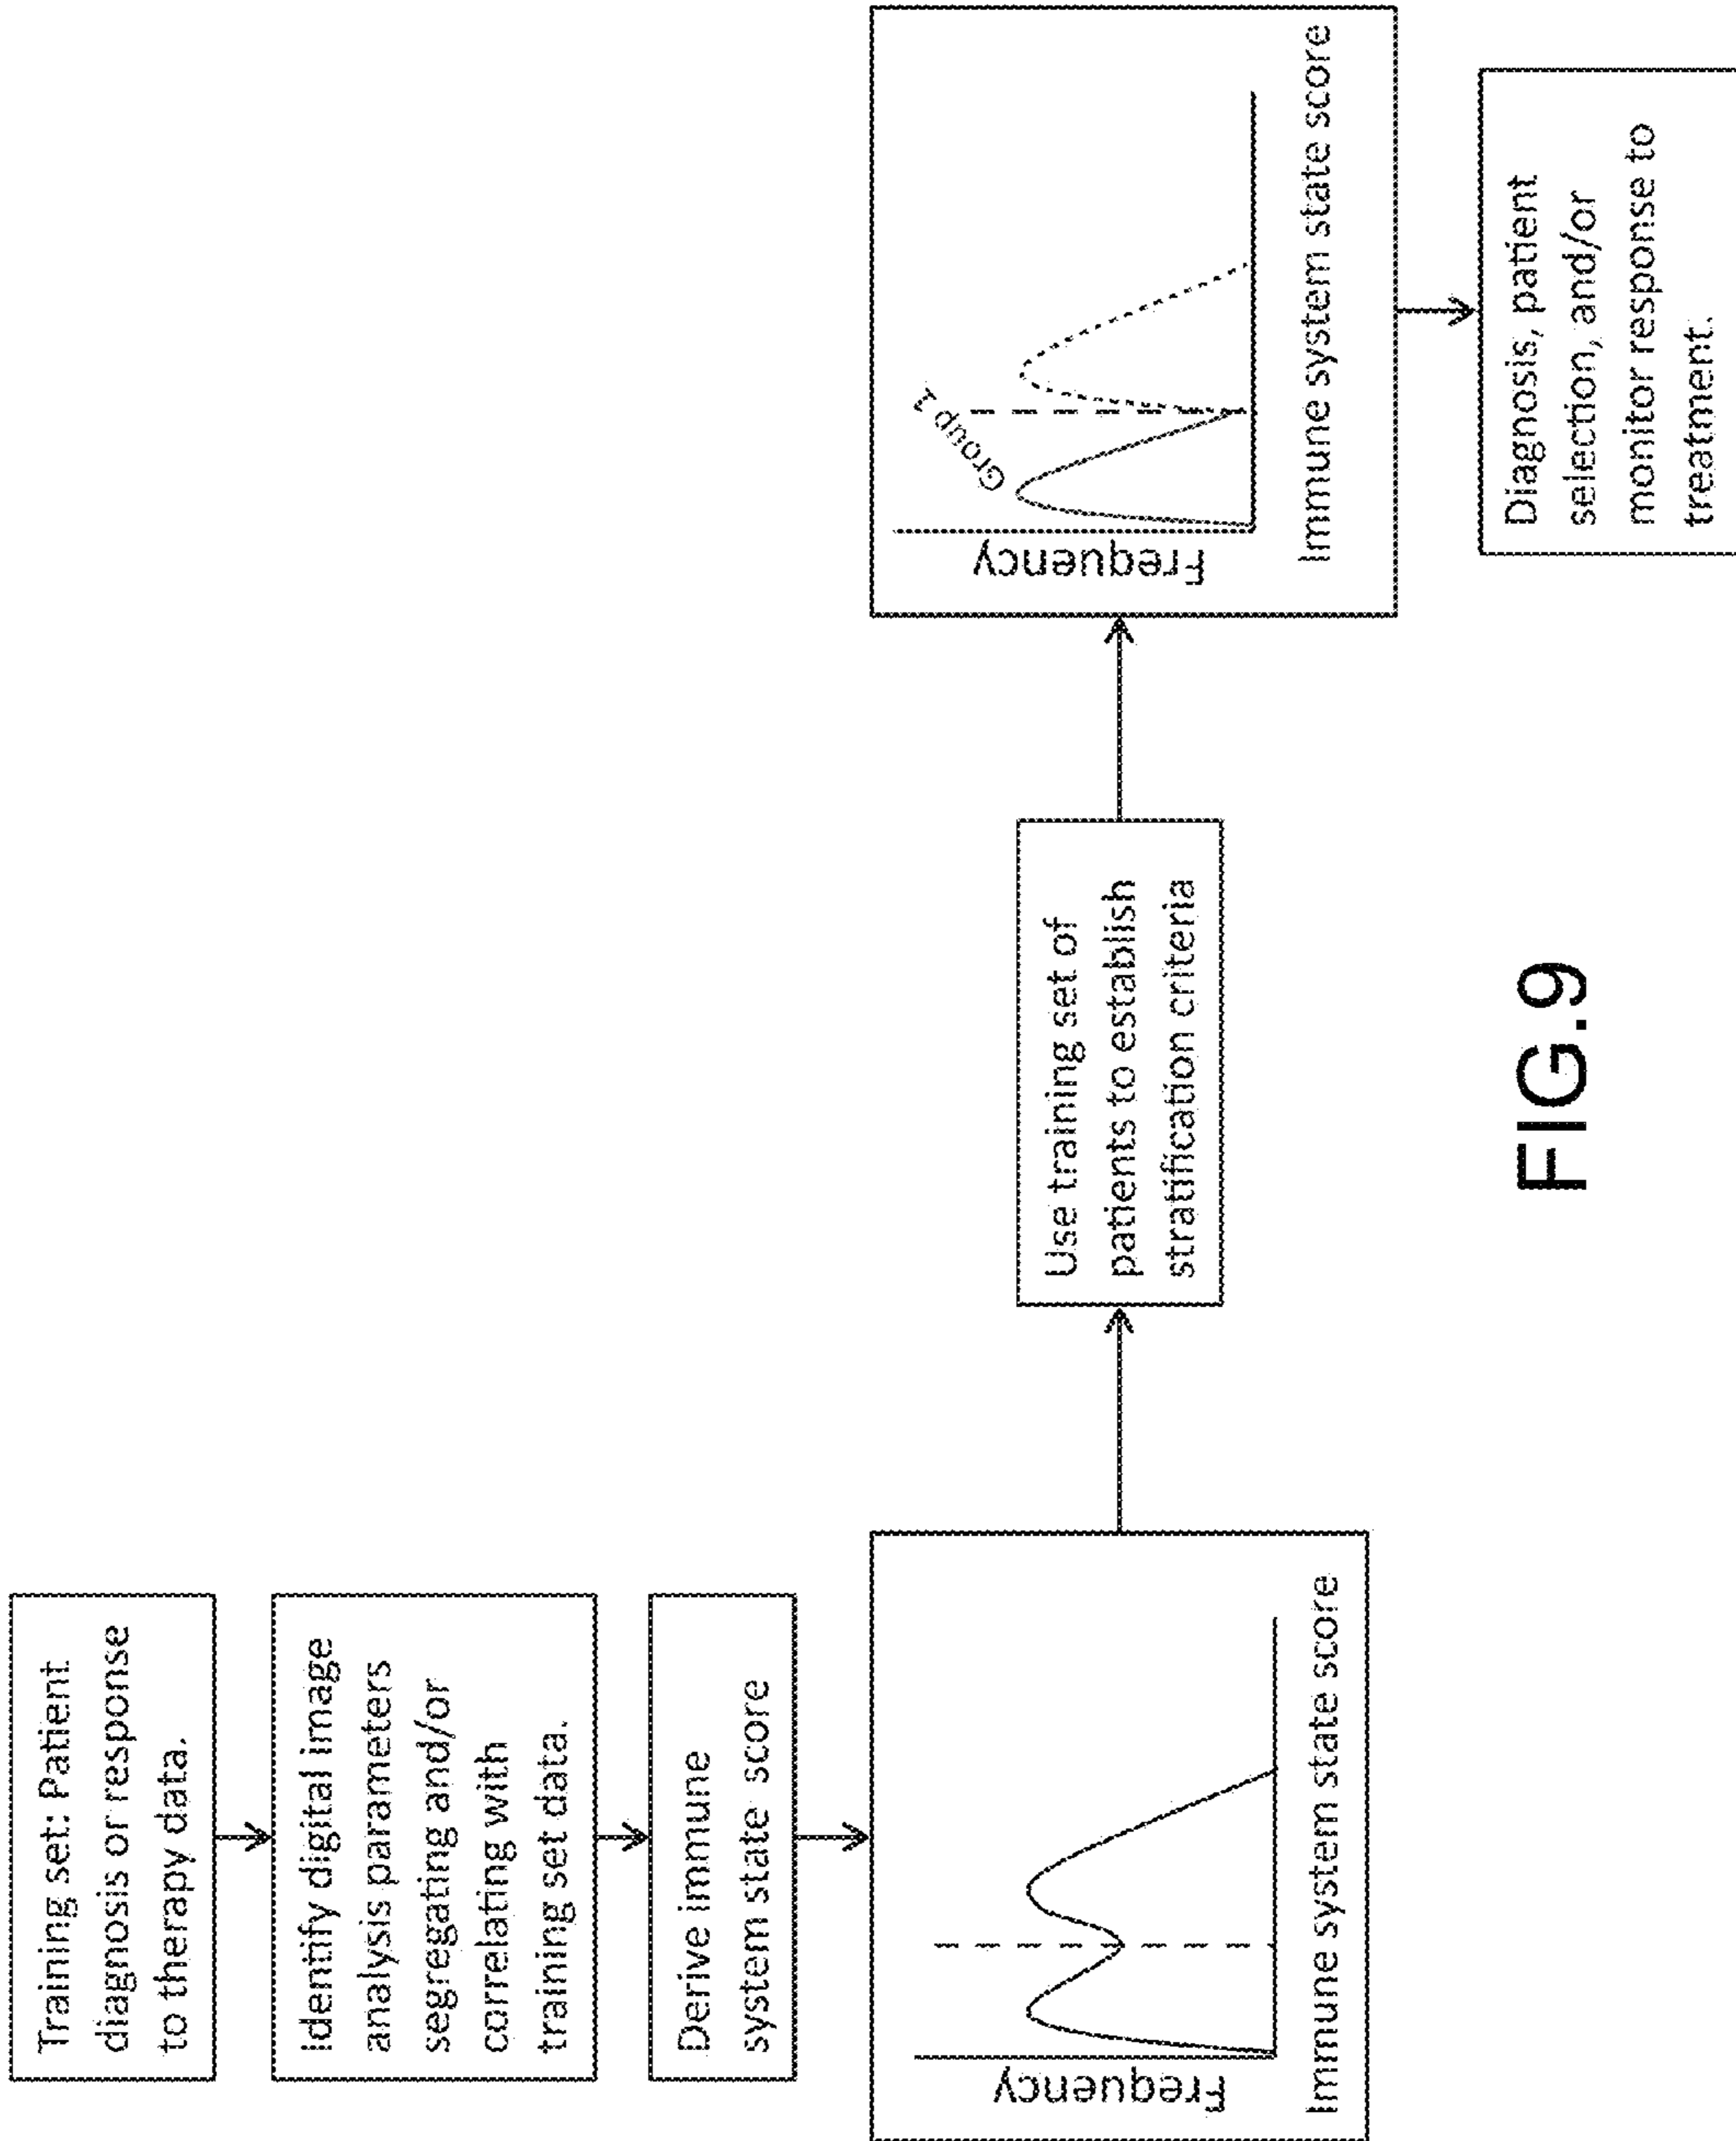 Training set: Patient
diagnosis or response
to therapy data.
Identify digital image
analysis parameters
segregating and/or
correlating with
training set data.
Derive immune
system state score
Frequency
Immune system state score
Use training set of
patients to establish
stratification criteria
Frequency
Group 1
Immune system state score
Diagnosis, patient
selection, and/or
monitor response to
treatment.
FIG.9